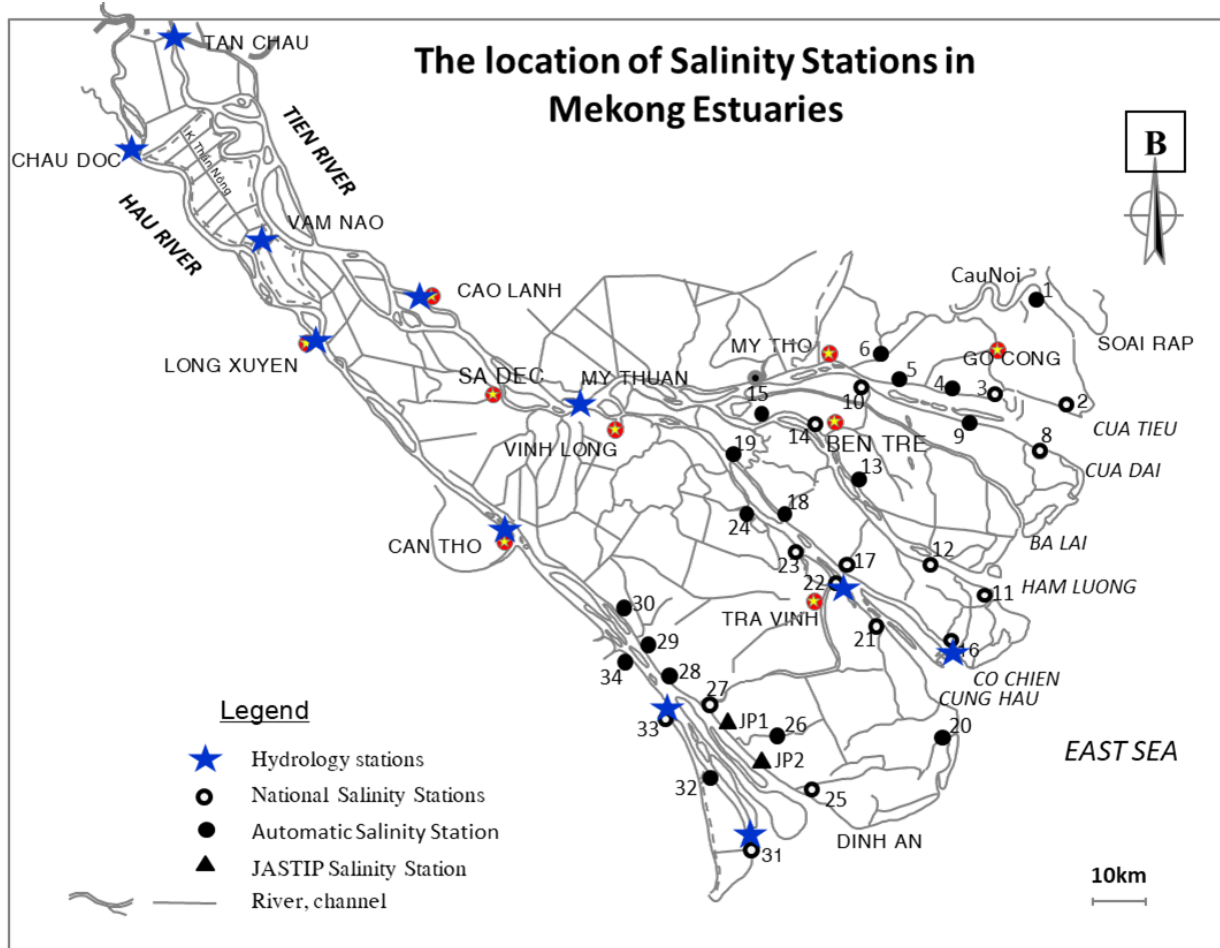 The location of Salinity Stations in
Mekong Estuaries
B
TAN CHAU
CHAU DOC
K. Thần Nông
TIEN RIVER
HAU RIVER
VAM NAO
CAO LANH
LONG XUYEN
SA DEC
MY THUAN
VINH LONG
CAN THO
MY THO
CauNoi
1
SOAI RAP
GO CONG
6
5
4
3
2
CUA TIEU
10
9
8
CUA DAI
15
14
BEN TRE
13
BA LAI
19
18
24
23
17
22
12
HAM LUONG
11
TRA VINH
21
16
CO CHIEN
CUNG HAU
20
EAST SEA
30
29
34
28
27
33
JP1
26
JP2
32
25
DINH AN
31
10km
Legend
Hydrology stations
National Salinity Stations
Automatic Salinity Station
JASTIP Salinity Station
River, channel